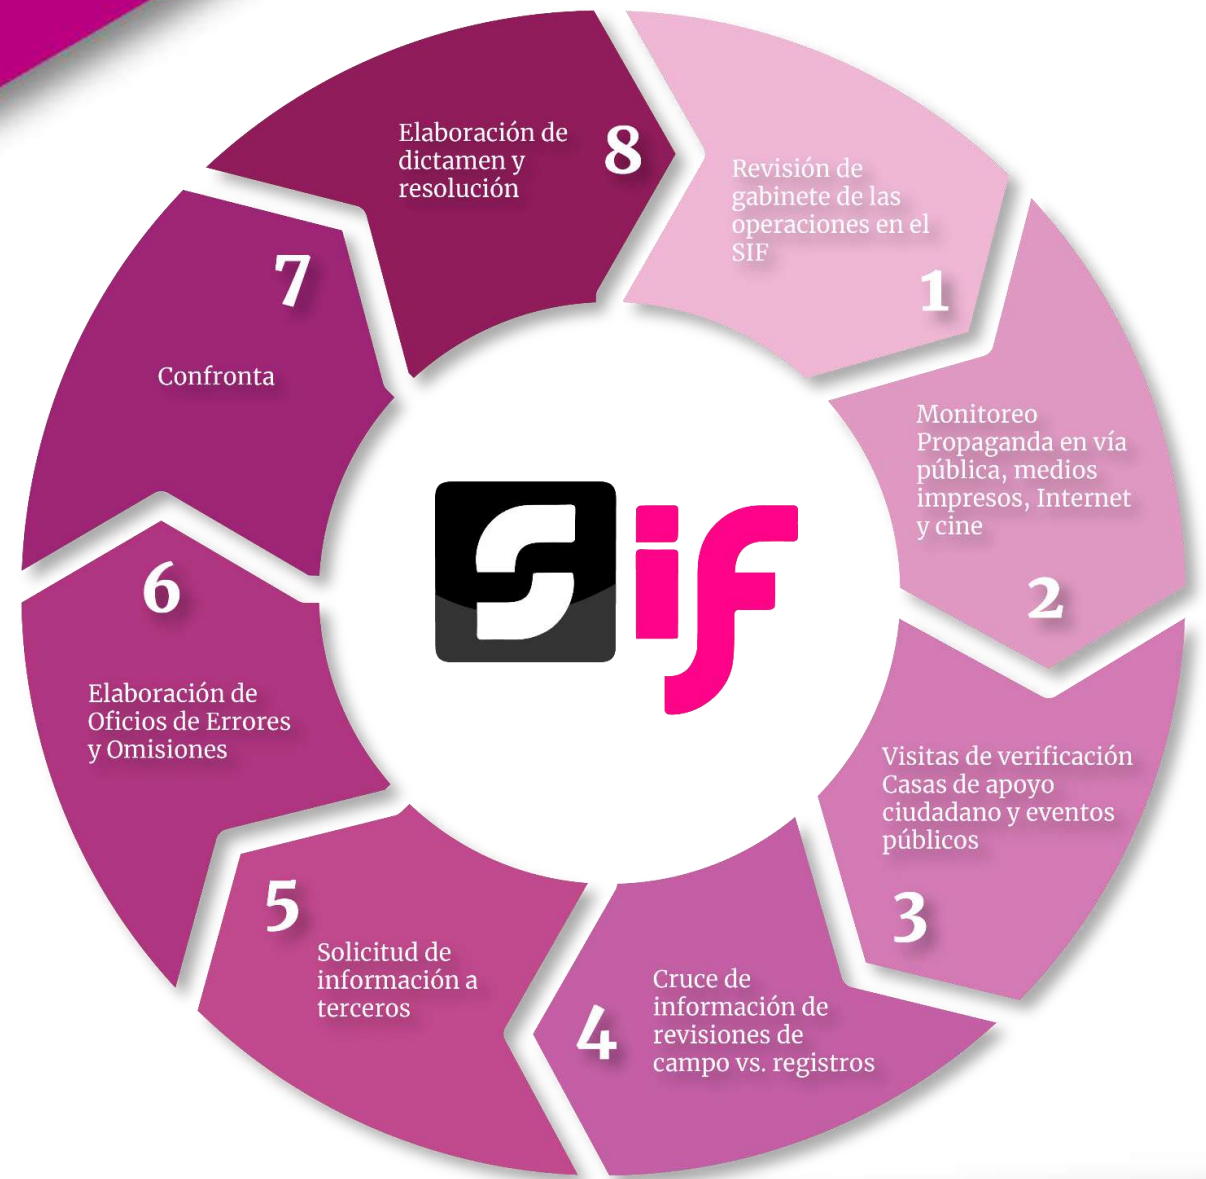 Revisión de
gabinete de las
operaciones en el
SIF
1
Monitoreo
Propaganda en vía
pública, medios
impresos, Internet
y cine
2
Visitas de verificación
Casas de apoyo
ciudadano y eventos
públicos
3
Cruce de
información de
revisiones de
campo vs. registros
4
5
Solicitud de
información a
terceros
6
Elaboración de
Oficios de Errores
y Omisiones
7
Confronta
Elaboración de
dictamen y
resolución
8
Sif